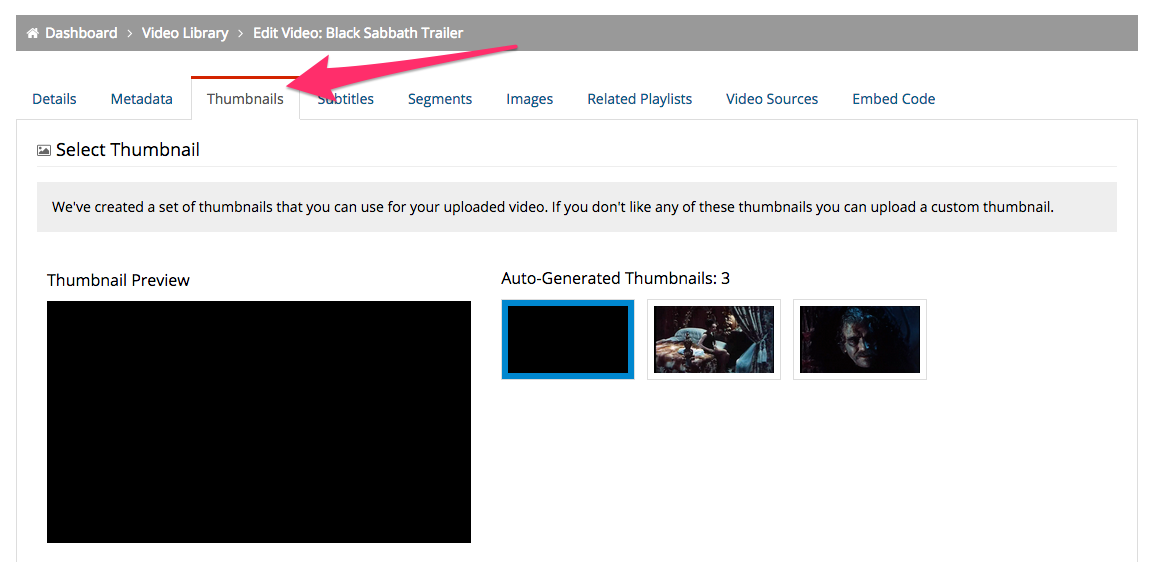 Dashboard > Video Library > Edit Video: Black Sabbath Trailer
Details Metadata Thumbnails Subtitles Segments Images Related Playlists Video Sources Embed Code
Select Thumbnail
We've created a set of thumbnails that you can use for your uploaded video. If you don't like any of these thumbnails you can upload a custom thumbnail.
Thumbnail Preview
Auto-Generated Thumbnails: 3